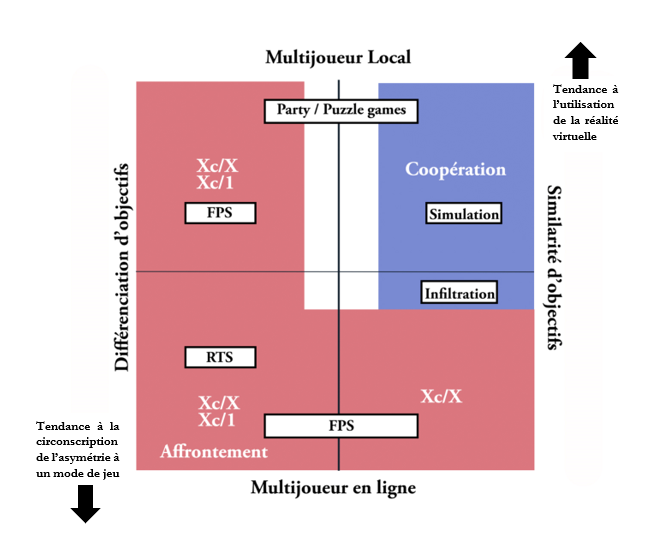 Multijoueur Local
Tendance à
l'utilisation
de la réalité
virtuelle
Party / Puzzle games
Xc/X
Xc/1
Coopération
FPS
Simulation
Différenciation d'objectifs
Similarité d'objectifs
Infiltration
RTS
Xc/X
Xc/1
Xc/X
FPS
Affrontement
Tendance à la
circonscription
de l'asymétrie à
un mode de jeu
Multijoueur en ligne